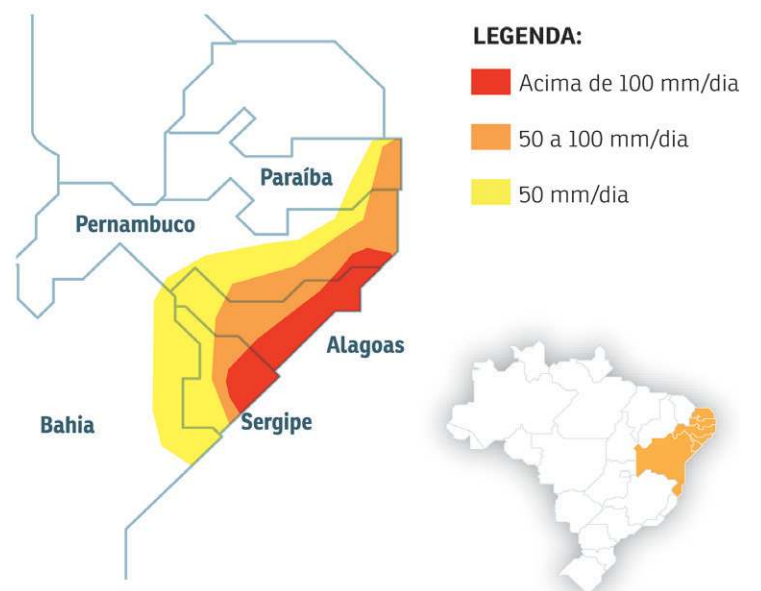 LEGENDA:
Acima de 100 mm/dia
50 a 100 mm/dia
50 mm/dia
Paraíba
Pernambuco
Alagoas
Bahia
Sergipe